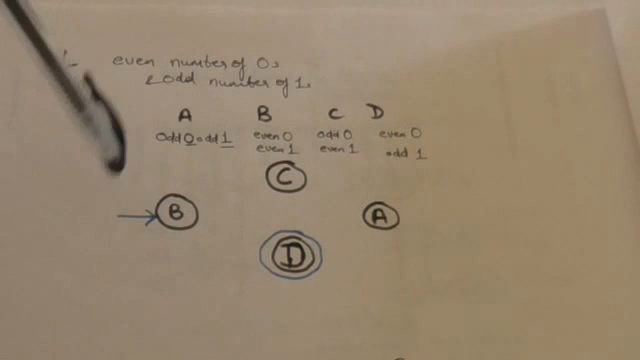 even number of 0s
& odd number of 1s
A B C D
odd 0 odd 1 even 0 odd 0 even 0
even 1 even 1 odd 1
C
B A
D